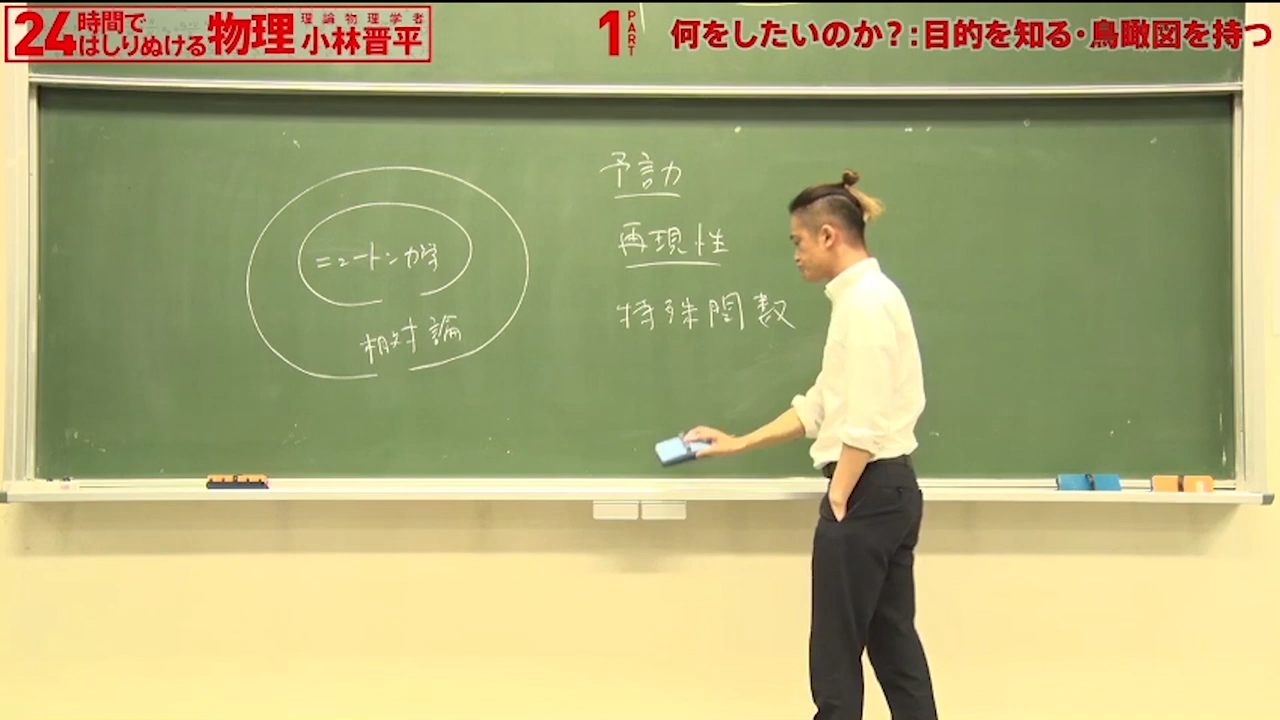 24時間ではしりぬける物理
理論物理学者
小林晋平
PART 1
何をしたいのか?:目的を知る・鳥瞰図を持つ
ニュートン力学
相対論
予言力
再現性
特殊関数